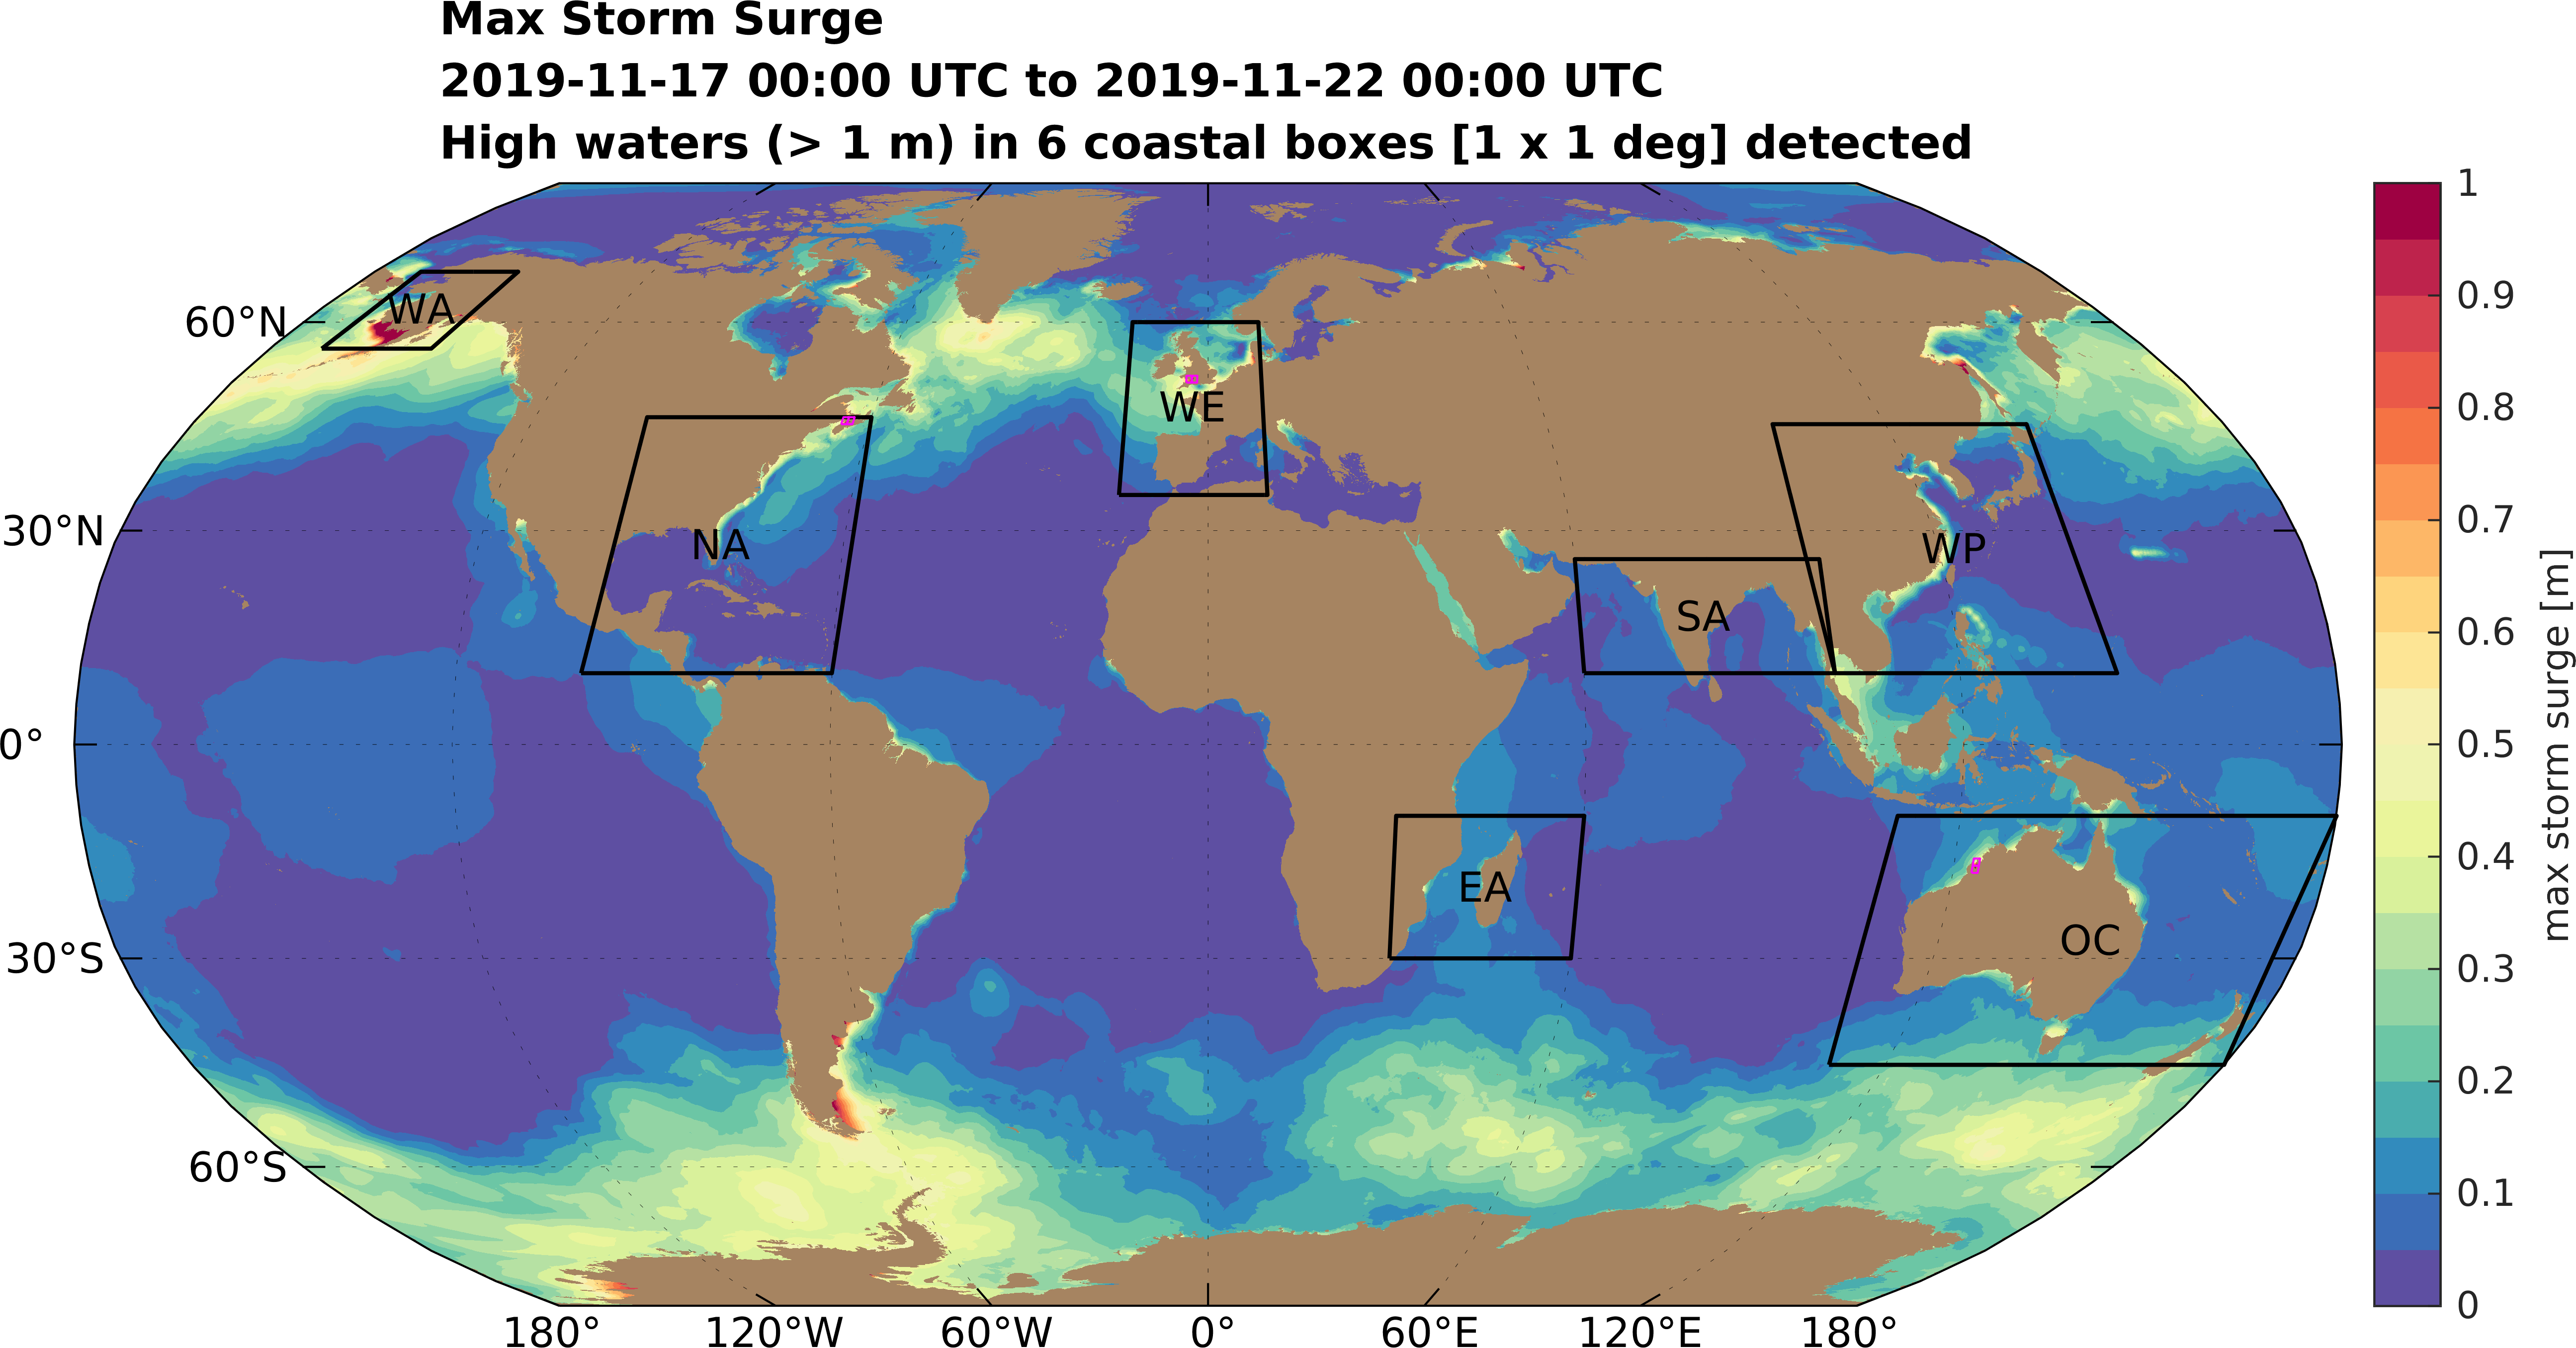 Max Storm Surge
2019-11-17 00:00 UTC to 2019-11-22 00:00 UTC
High waters (> 1 m) in 6 coastal boxes [1 x 1 deg] detected
60°N
30°N
0°
30°S
60°S
WA
NA
WE
SA
WP
EA
OC
180°
120°W
60°W
0°
60°E
120°E
180°
1
0.9
0.8
0.7
0.6
0.5
0.4
0.3
0.2
0.1
0
max storm surge [m]